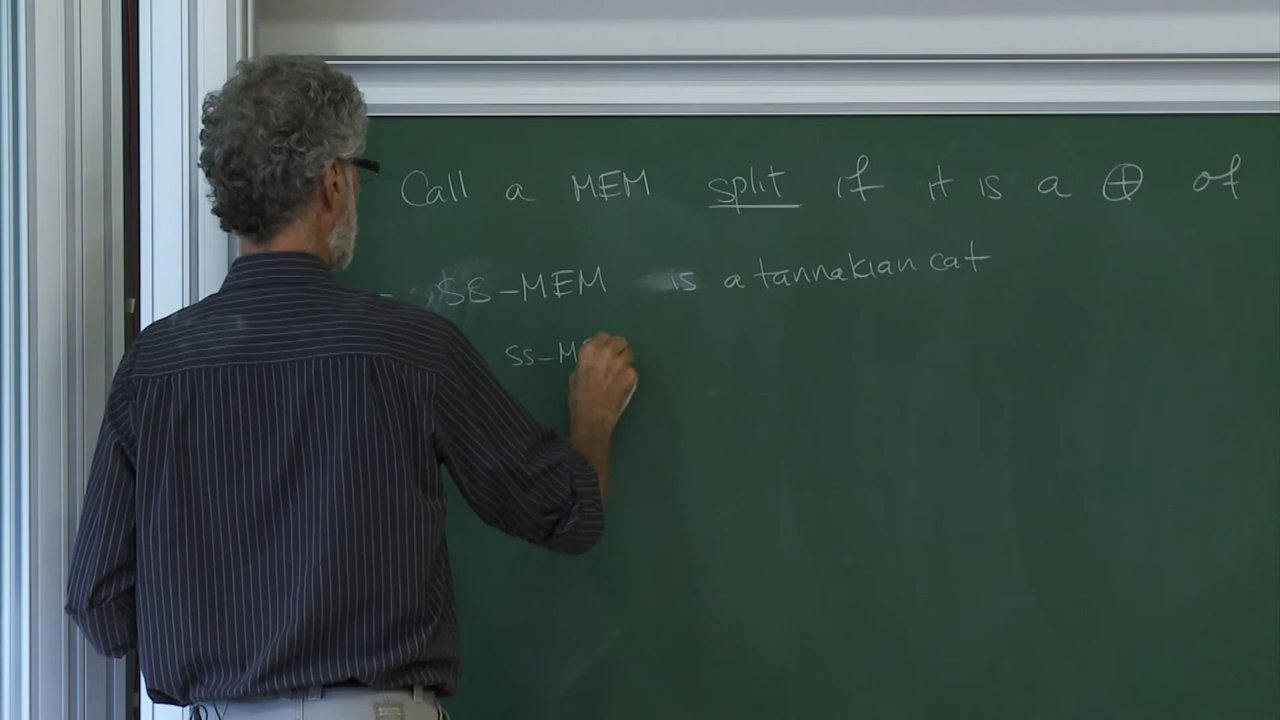 Call a MEM split if it is a ⊕ of
- SS-MEM is a tannakian cat
SS-M